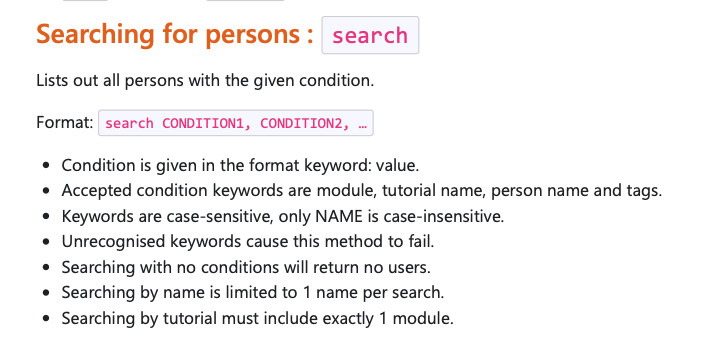 Searching for persons : search
Lists out all persons with the given condition.
Format: search CONDITION1, CONDITION2, …
• Condition is given in the format keyword: value.
• Accepted condition keywords are module, tutorial name, person name and tags.
• Keywords are case-sensitive, only NAME is case-insensitive.
• Unrecognised keywords cause this method to fail.
• Searching with no conditions will return no users.
• Searching by name is limited to 1 name per search.
• Searching by tutorial must include exactly 1 module.